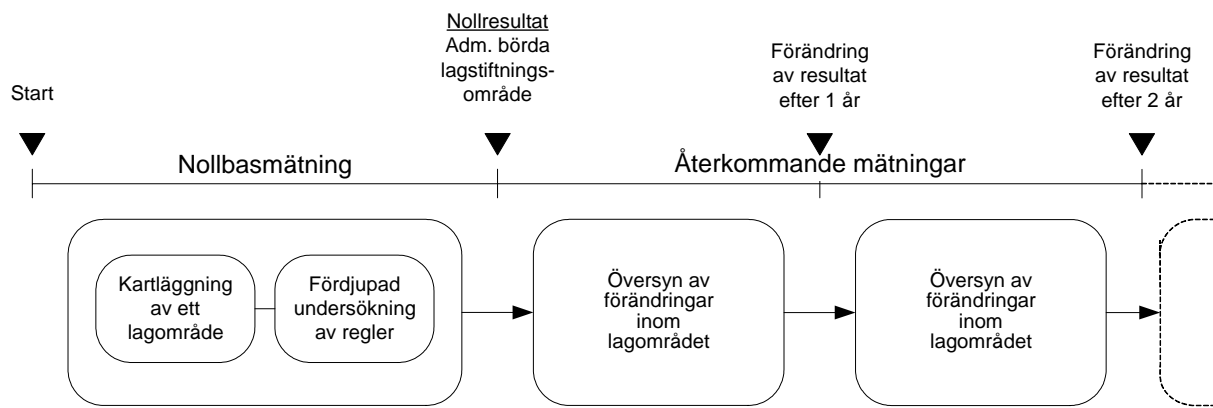 Start
Nollresultat
Adm. börda
lagstiftnings-
område
Förändring
av resultat
efter 1 år
Förändring
av resultat
efter 2 år
Nollbasmätning
Återkommande mätningar
Kartläggning
av ett
lagområde
Fördjupad
undersökning
av regler
Översyn av
förändringar
inom
lagområdet
Översyn av
förändringar
inom
lagområdet